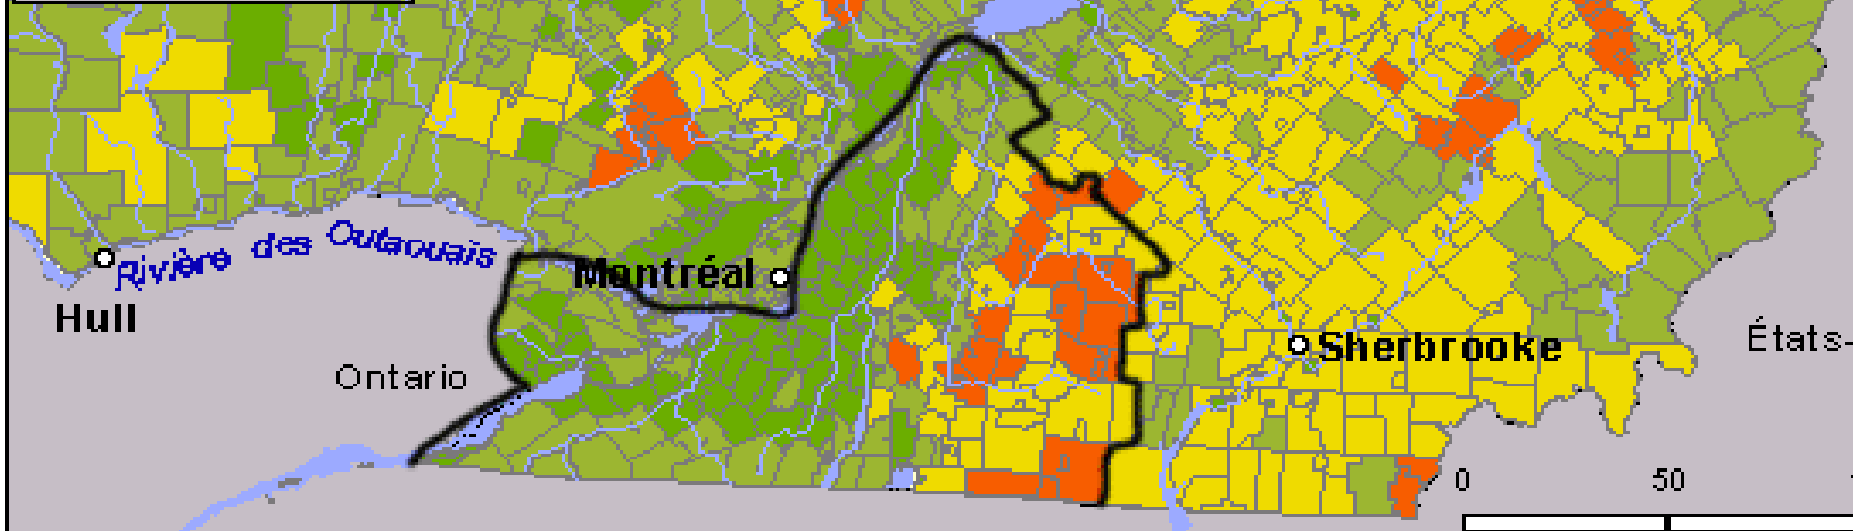 Rivière des Outaouais
Montréal
Hull
Ontario
Sherbrooke
États-
0 50